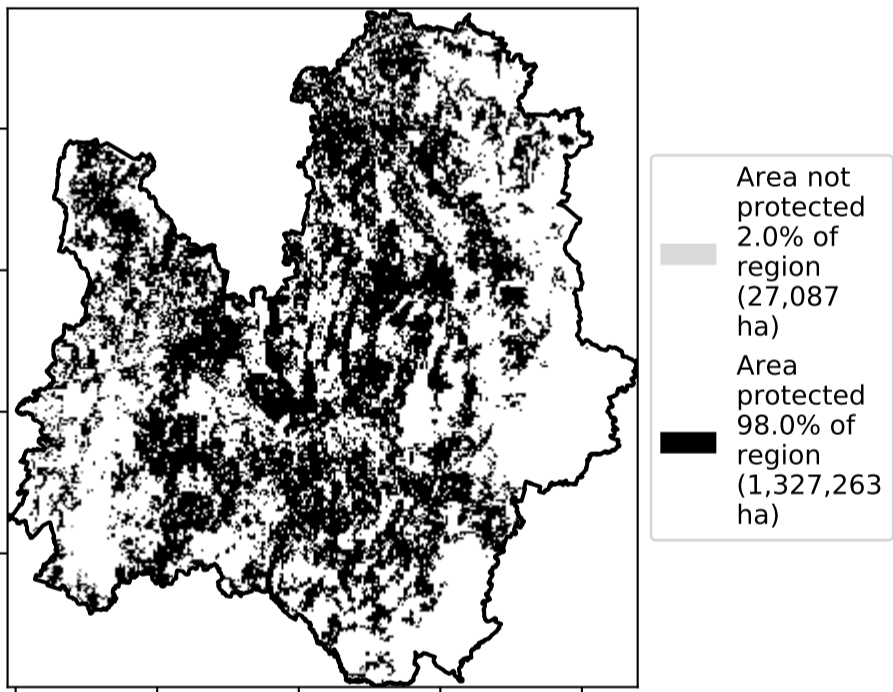 Area not
protected
2.0% of
region
(27,087
ha)
Area
protected
98.0% of
region
(1,327,263
ha)